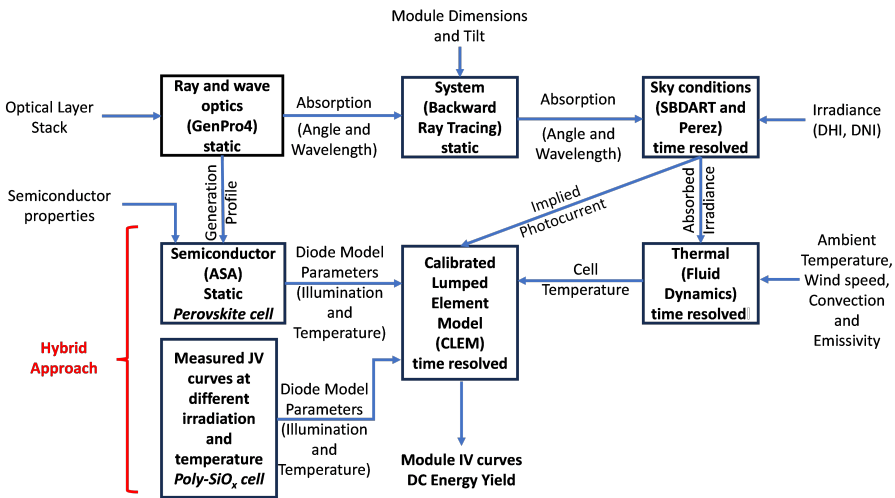 Module Dimensions
and Tilt
Optical Layer
Stack
Ray and wave
optics
(GenPro4)
static
Absorption
(Angle and
Wavelength)
System
(Backward
Ray Tracing)
static
Absorption
(Angle and
Wavelength)
Sky conditions
(SBDART and
Perez)
time resolved
Irradiance
(DHI, DNI)
Semiconductor
properties
Generation
Profile
Implied
Photocurrent
Absorbed
Irradiance
Semiconductor
(ASA)
Static
Perovskite cell
Diode Model
Parameters
(Illumination
and
Temperature)
Calibrated
Lumped
Element
Model
(CLEM)
time resolved
Cell
Temperature
Thermal
(Fluid
Dynamics)
time resolved
Ambient
Temperature,
Wind speed,
Convection
and
Emissivity
Hybrid
Approach
Measured JV
curves at
different
irradiation
and
temperature
Poly-SiOx cell
Diode Model
Parameters
(Illumination
and
Temperature)
Module IV curves
DC Energy Yield